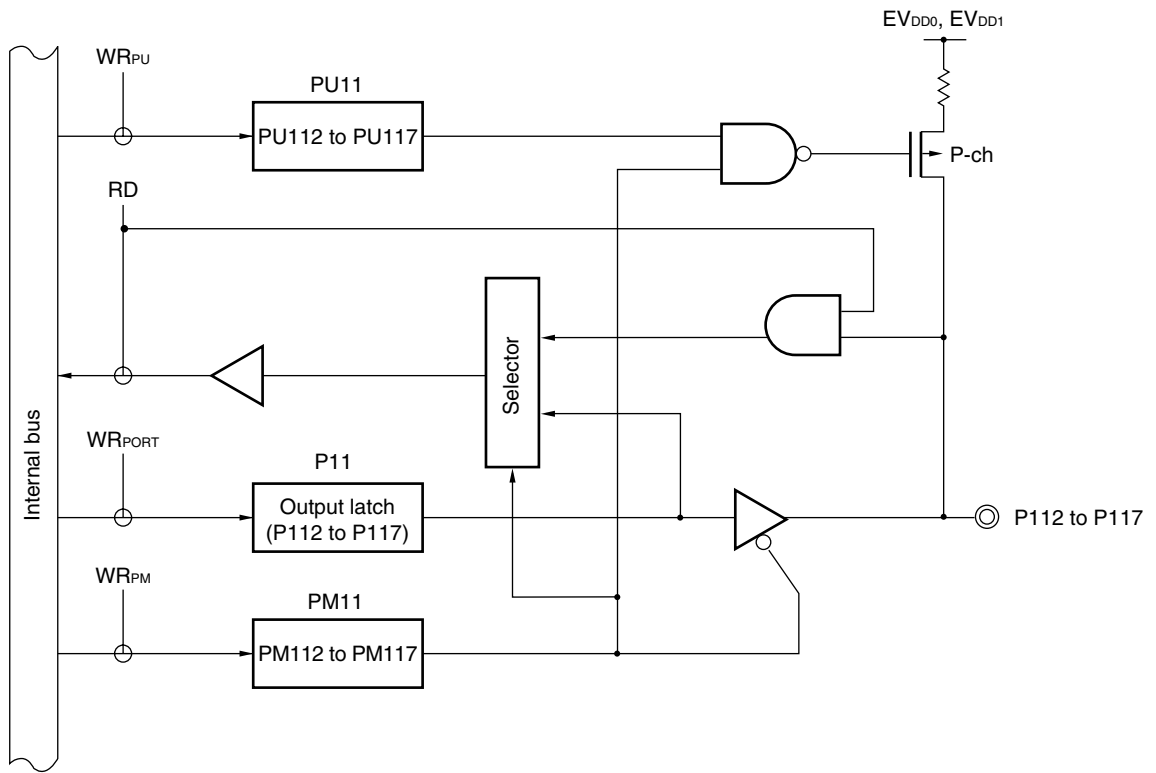 EVDD0, EVDD1
WRPU
PU11
PU112 to PU117
P-ch
RD
Selector
Internal bus
WRPORT
P11
Output latch
(P112 to P117)
P112 to P117
WRPM
PM11
PM112 to PM117